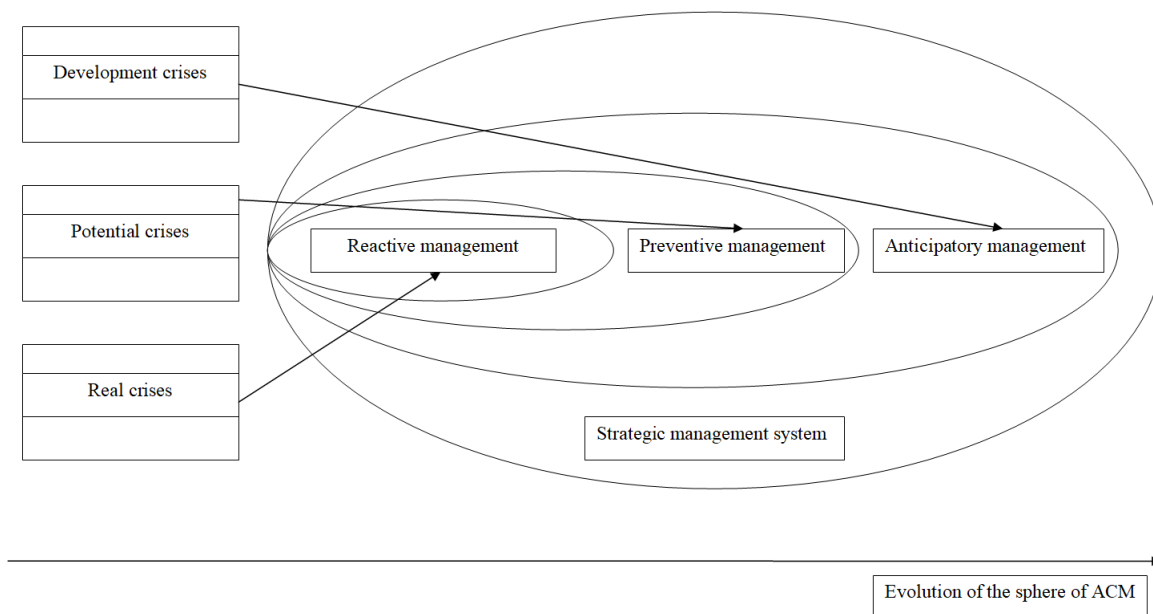 Development crises
Potential crises
Reactive management
Preventive management
Anticipatory management
Real crises
Strategic management system
Evolution of the sphere of ACM